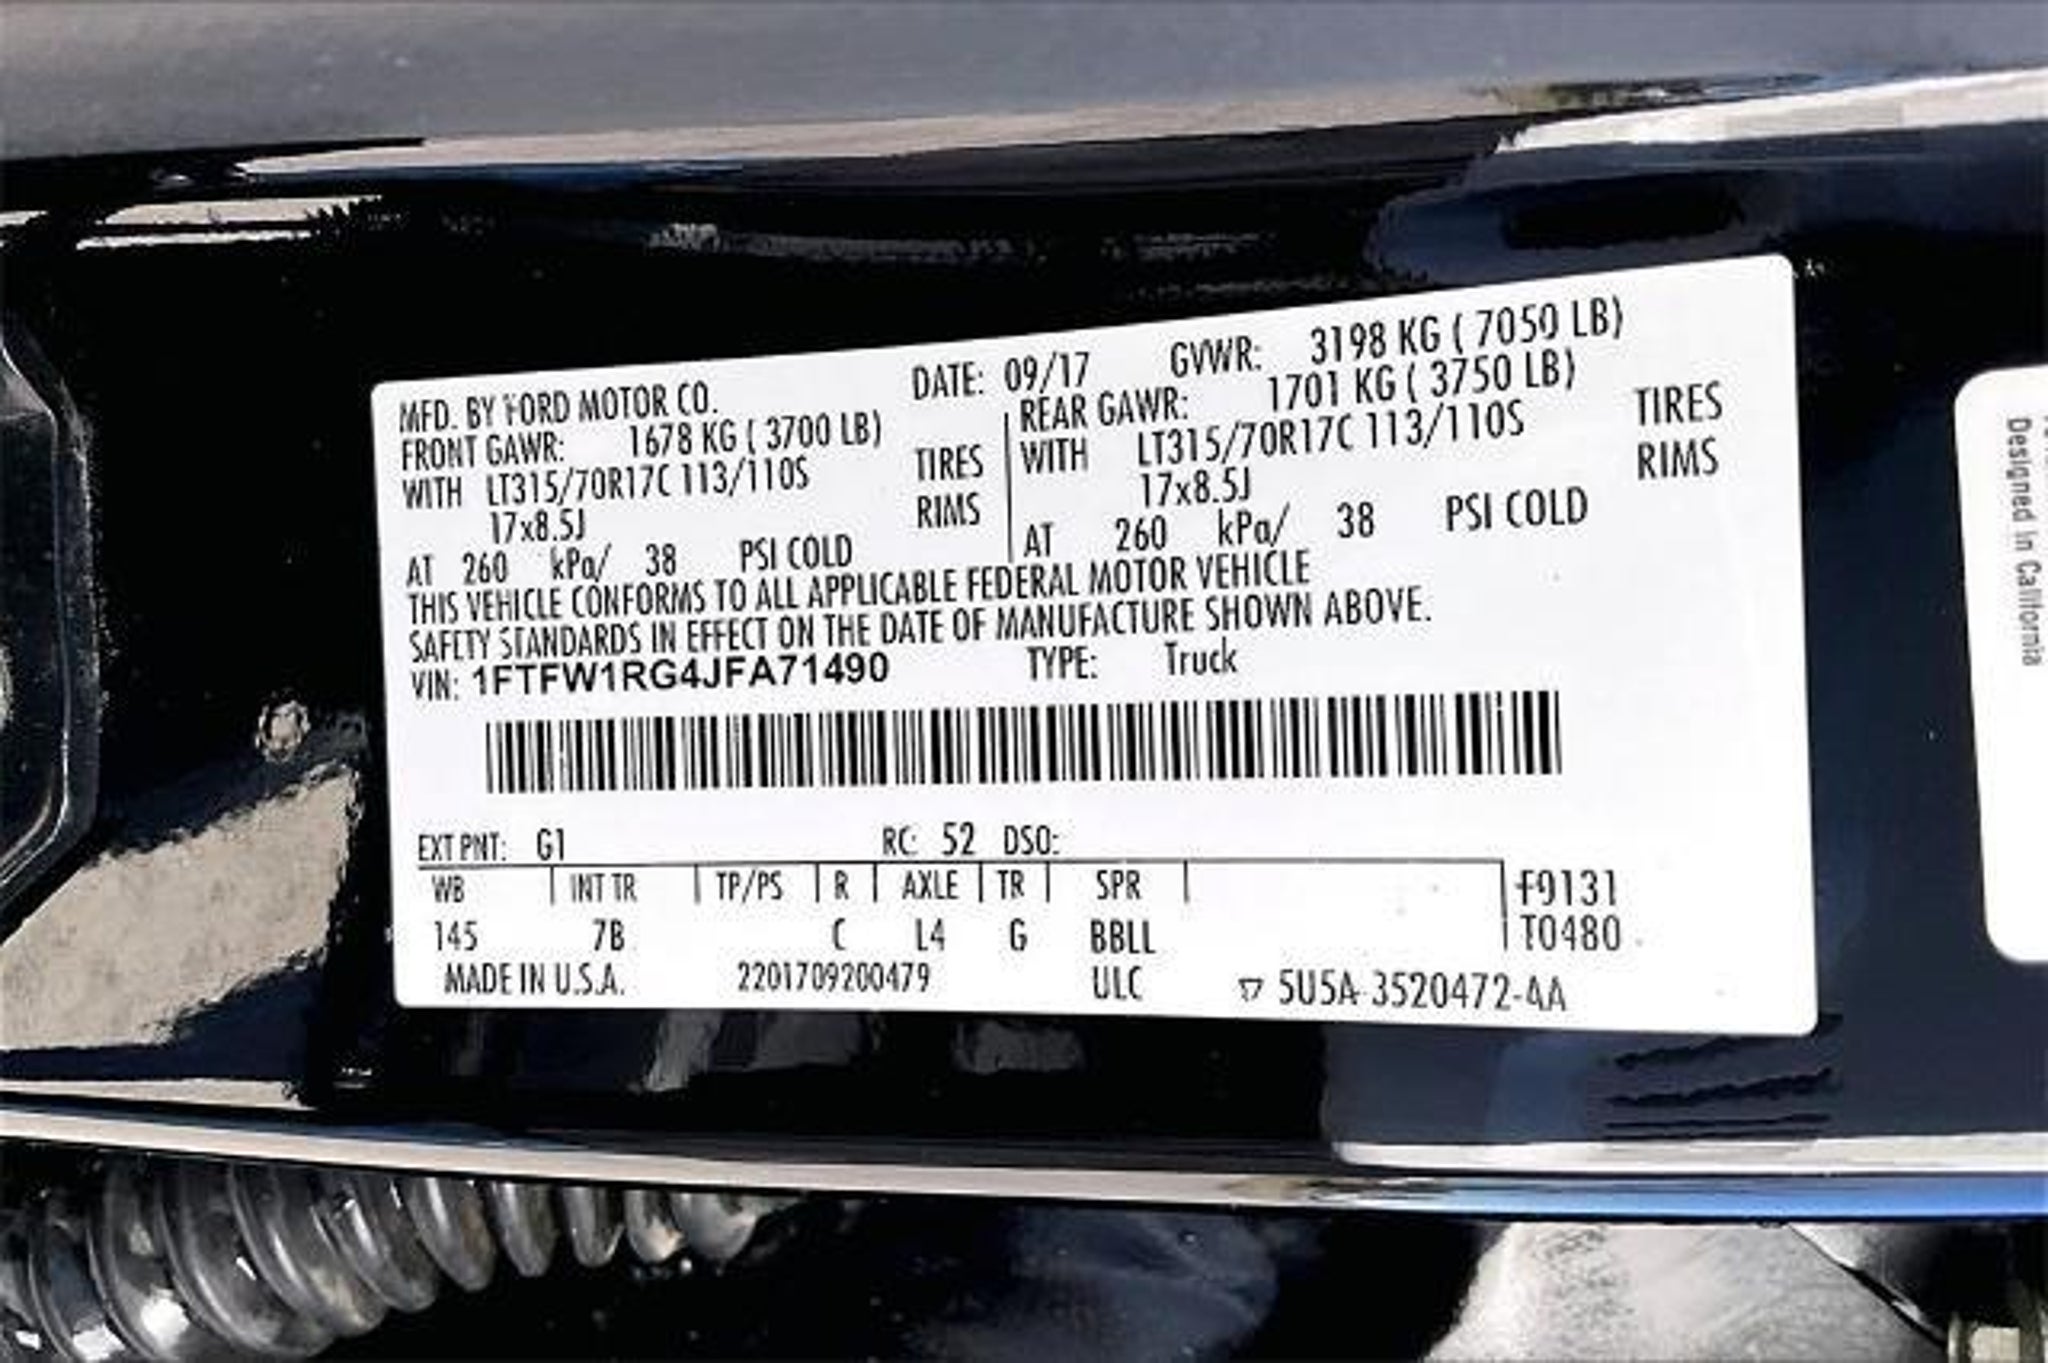 MFD. BY FORD MOTOR CO. DATE: 09/17 GVWR: 3198 KG ( 7050 LB)
FRONT GAWR: 1678 KG ( 3700 LB) REAR GAWR: 1701 KG ( 3750 LB)
WITH LT315/70R17C 113/110S TIRES WITH LT315/70R17C 113/110S TIRES
17x8.5J RIMS 17x8.5J RIMS
AT 260 kPa/ 38 PSI COLD AT 260 kPa/ 38 PSI COLD
THIS VEHICLE CONFORMS TO ALL APPLICABLE FEDERAL MOTOR VEHICLE
SAFETY STANDARDS IN EFFECT ON THE DATE OF MANUFACTURE SHOWN ABOVE.
VIN: 1FTFW1RG4JFA71490 TYPE: Truck
EXT PNT: G1 RC: 52 DSO:
WB INT TR TP/PS R AXLE TR SPR F9131
145 7B C L4 G BBLL T0480
MADE IN U.S.A. 2201709200479 ULC 5U5A-3520472-AA
Designed in California